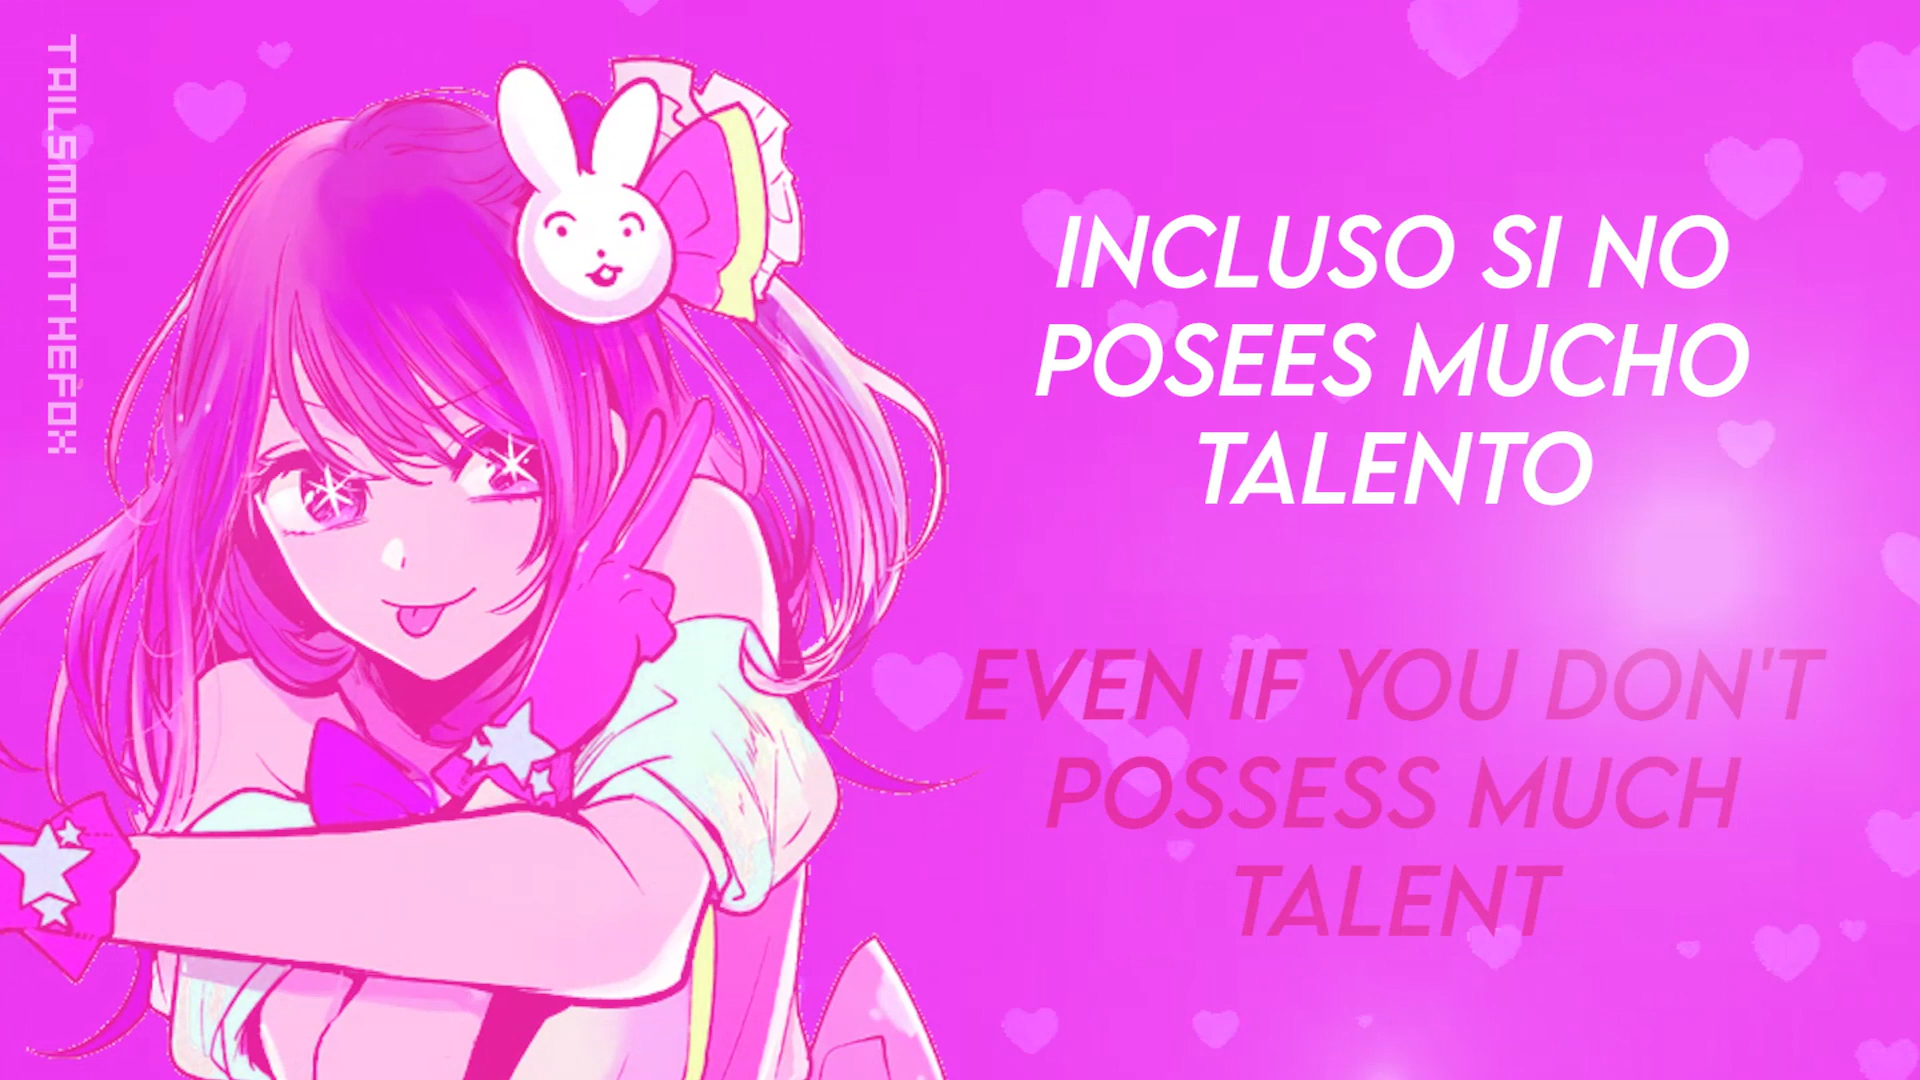 TAILSMOONTHEFOX
INCLUSO SI NO
POSEES MUCHO
TALENTO
EVEN IF YOU DON'T
POSSESS MUCH
TALENT